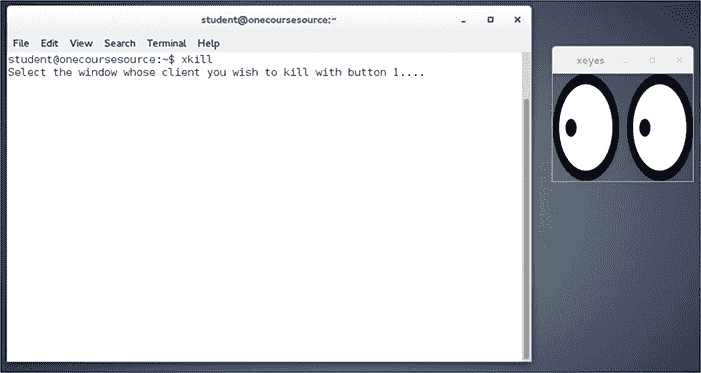 student@onecoursesource:~
File Edit View Search Terminal Help
student@onecoursesource:~$ xkill
Select the window whose client you wish to kill with button 1....
xeyes